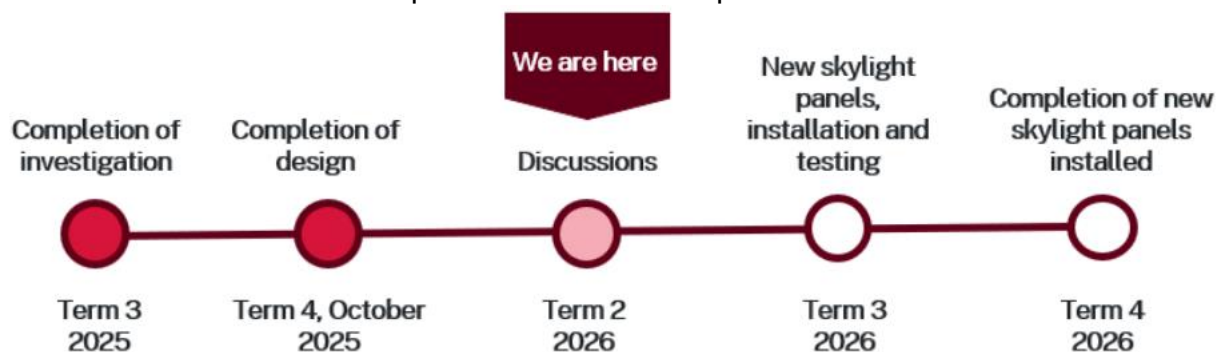 We are here
Completion of
investigation
Completion of
design
Discussions
New skylight
panels,
installation and
testing
Completion of new
skylight panels
installed
Term 3
2025
Term 4, October
2025
Term 2
2026
Term 3
2026
Term 4
2026